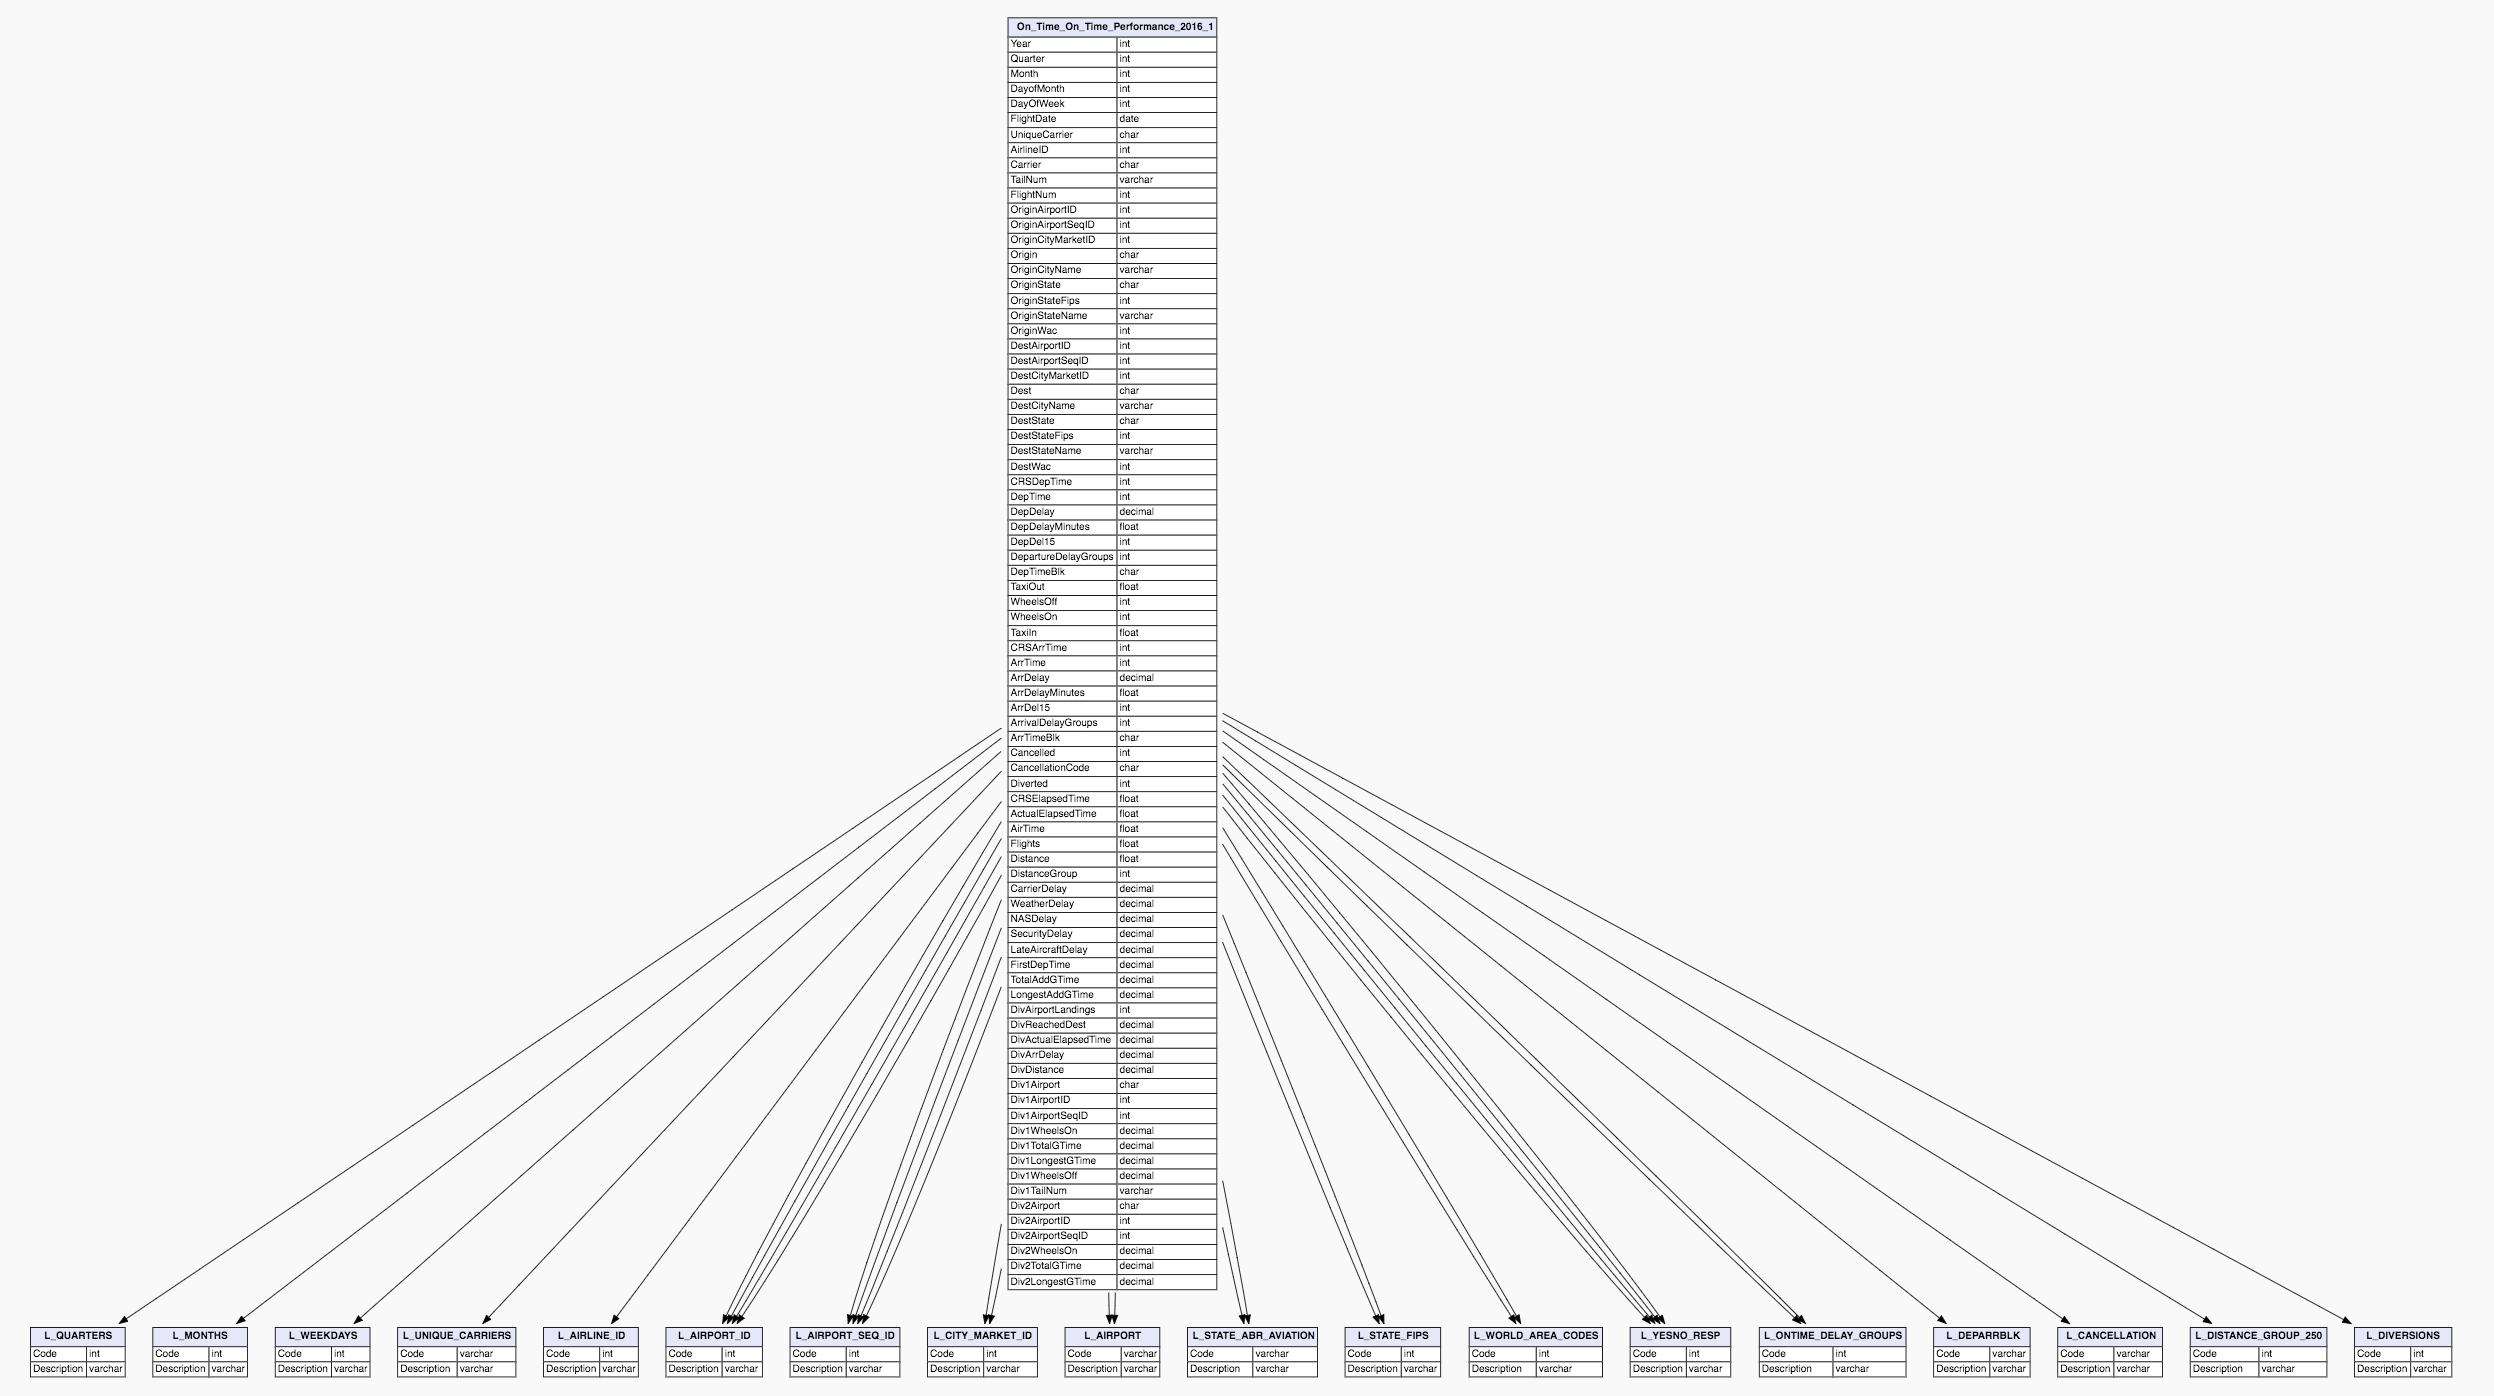 On_Time_On_Time_Performance_2016_1
Year int
Quarter int
Month int
DayofMonth int
DayOfWeek int
FlightDate date
UniqueCarrier char
AirlineID int
Carrier char
TailNum varchar
FlightNum int
OriginAirportID int
OriginAirportSeqID int
OriginCityMarketID int
Origin char
OriginCityName varchar
OriginState char
OriginStateFips int
OriginStateName varchar
OriginWac int
DestAirportID int
DestAirportSeqID int
DestCityMarketID int
Dest char
DestCityName varchar
DestState char
DestStateFips int
DestStateName varchar
DestWac int
CRSDepTime int
DepTime int
DepDelay decimal
DepDelayMinutes float
DepDel15 int
DepartureDelayGroups int
DepTimeBlk char
TaxiOut float
WheelsOff int
WheelsOn int
TaxiIn float
CRSArrTime int
ArrTime int
ArrDelay decimal
ArrDelayMinutes float
ArrDel15 int
ArrivalDelayGroups int
ArrTimeBlk char
Cancelled int
CancellationCode char
Diverted int
CRSElapsedTime float
ActualElapsedTime float
AirTime float
Flights float
Distance float
DistanceGroup int
CarrierDelay decimal
WeatherDelay decimal
NASDelay decimal
SecurityDelay decimal
LateAircraftDelay decimal
FirstDepTime decimal
TotalAddGTime decimal
LongestAddGTime decimal
DivAirportLandings int
DivReachedDest decimal
DivActualElapsedTime decimal
DivArrDelay decimal
DivDistance decimal
Div1Airport char
Div1AirportID int
Div1AirportSeqID int
Div1WheelsOn decimal
Div1TotalGTime decimal
Div1LongestGTime decimal
Div1WheelsOff decimal
Div1TailNum varchar
Div2Airport char
Div2AirportID int
Div2AirportSeqID int
Div2WheelsOn decimal
Div2TotalGTime decimal
Div2LongestGTime decimal
L_QUARTERS
Code int
Description varchar
L_MONTHS
Code int
Description varchar
L_WEEKDAYS
Code int
Description varchar
L_UNIQUE_CARRIERS
Code varchar
Description varchar
L_AIRLINE_ID
Code int
Description varchar
L_AIRPORT_ID
Code int
Description varchar
L_AIRPORT_SEQ_ID
Code int
Description varchar
L_CITY_MARKET_ID
Code int
Description varchar
L_AIRPORT
Code varchar
Description varchar
L_STATE_ABR_AVIATION
Code varchar
Description varchar
L_STATE_FIPS
Code int
Description varchar
L_WORLD_AREA_CODES
Code int
Description varchar
L_YESNO_RESP
Code int
Description varchar
L_ONTIME_DELAY_GROUPS
Code int
Description varchar
L_DEPARRBLK
Code varchar
Description varchar
L_CANCELLATION
Code varchar
Description varchar
L_DISTANCE_GROUP_250
Code int
Description varchar
L_DIVERSIONS
Code int
Description varchar